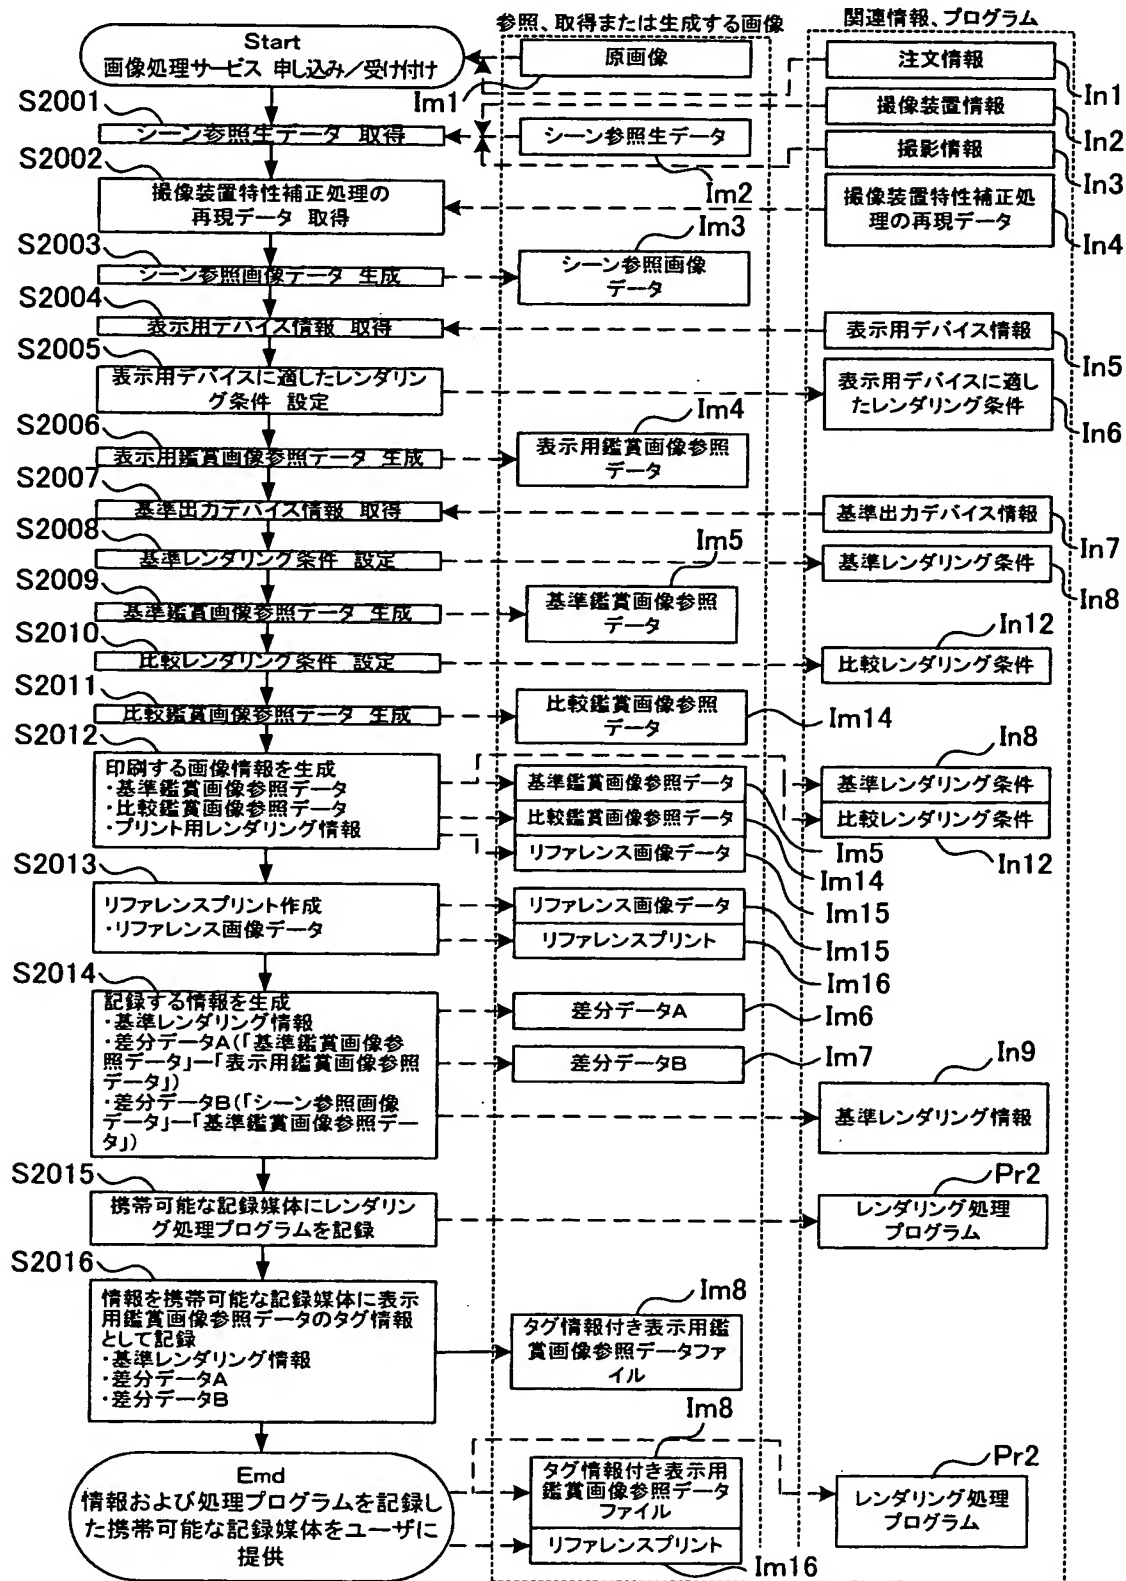 参照、取得または生成する画像
関連情報、プログラム
Start
画像処理サービス 申し込み／受け付け
原画像
Im1
注文情報
In1
S2001
シーン参照生データ 取得
シーン参照生データ
Im2
撮像装置情報
In2
撮影情報
In3
S2002
撮像装置特性補正処理の
再現データ 取得
撮像装置特性補正処
理の再現データ
In4
S2003
シーン参照画像データ 生成
Im3
シーン参照画像
データ
S2004
表示用デバイス情報 取得
表示用デバイス情報
In5
S2005
表示用デバイスに適したレンダリン
グ条件 設定
表示用デバイスに適し
たレンダリング条件
In6
S2006
表示用鑑賞画像参照データ 生成
Im4
表示用鑑賞画像参照
データ
S2007
基準出力デバイス情報 取得
基準出力デバイス情報
In7
S2008
基準レンダリング条件 設定
基準レンダリング条件
In8
S2009
基準鑑賞画像参照データ 生成
Im5
基準鑑賞画像参照
データ
S2010
比較レンダリング条件 設定
In12
比較レンダリング条件
S2011
比較鑑賞画像参照データ 生成
比較鑑賞画像参照
データ
Im14
S2012
印刷する画像情報を生成
・基準鑑賞画像参照データ
・比較鑑賞画像参照データ
・プリント用レンダリング情報
基準鑑賞画像参照データ
比較鑑賞画像参照データ
リファレンス画像データ
Im5
Im14
Im15
In8
基準レンダリング条件
比較レンダリング条件
In12
S2013
リファレンスプリント作成
・リファレンス画像データ
リファレンス画像データ
リファレンスプリント
Im15
Im16
S2014
記録する情報を生成
・基準レンダリング情報
・差分データA(「基準鑑賞画像参
照データ」－「表示用鑑賞画像参照
データ」)
・差分データB(「シーン参照画像
データ」－「基準鑑賞画像参照デー
タ」)
差分データA
Im6
差分データB
Im7
In9
基準レンダリング情報
S2015
携帯可能な記録媒体にレンダリン
グ処理プログラムを記録
Pr2
レンダリング処理
プログラム
S2016
情報を携帯可能な記録媒体に表示
用鑑賞画像参照データのタグ情報
として記録
・基準レンダリング情報
・差分データA
・差分データB
Im8
タグ情報付き表示用鑑
賞画像参照データファ
イル
Emd
情報および処理プログラムを記録し
た携帯可能な記録媒体をユーザに
提供
Im8
タグ情報付き表示用
鑑賞画像参照データ
ファイル
リファレンスプリント
Im16
Pr2
レンダリング処理
プログラム